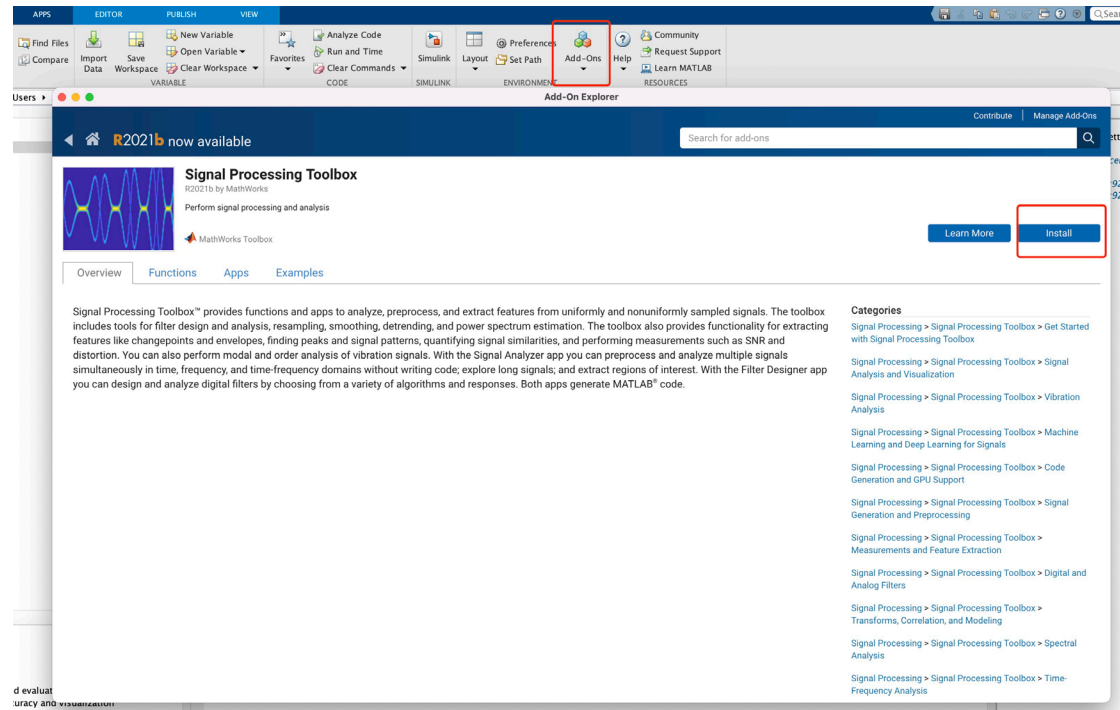 APPS EDITOR PUBLISH VIEW
Find Files
Compare
Import Data
Save Workspace
New Variable
Open Variable
Clear Workspace
VARIABLE
Favorites
Analyze Code
Run and Time
Clear Commands
CODE
Simulink
SIMULINK
Layout
Preferences
Set Path
Add-Ons
ENVIRONMENT
Help
Community
Request Support
Learn MATLAB
RESOURCES
Users
Add-On Explorer
Contribute | Manage Add-Ons
R2021b now available
Search for add-ons
Signal Processing Toolbox
R2021b by MathWorks
Perform signal processing and analysis
MathWorks Toolbox
Learn More Install
Overview Functions Apps Examples
Signal Processing Toolbox™ provides functions and apps to analyze, preprocess, and extract features from uniformly and nonuniformly sampled signals. The toolbox
includes tools for filter design and analysis, resampling, smoothing, detrending, and power spectrum estimation. The toolbox also provides functionality for extracting
features like changepoints and envelopes, finding peaks and signal patterns, quantifying signal similarities, and performing measurements such as SNR and
distortion. You can also perform modal and order analysis of vibration signals. With the Signal Analyzer app you can preprocess and analyze multiple signals
simultaneously in time, frequency, and time-frequency domains without writing code; explore long signals; and extract regions of interest. With the Filter Designer app
you can design and analyze digital filters by choosing from a variety of algorithms and responses. Both apps generate MATLAB® code.
Categories
Signal Processing > Signal Processing Toolbox > Get Started
with Signal Processing Toolbox
Signal Processing > Signal Processing Toolbox > Signal
Analysis and Visualization
Signal Processing > Signal Processing Toolbox > Vibration
Analysis
Signal Processing > Signal Processing Toolbox > Machine
Learning and Deep Learning for Signals
Signal Processing > Signal Processing Toolbox > Code
Generation and GPU Support
Signal Processing > Signal Processing Toolbox > Signal
Generation and Preprocessing
Signal Processing > Signal Processing Toolbox >
Measurements and Feature Extraction
Signal Processing > Signal Processing Toolbox > Digital and
Analog Filters
Signal Processing > Signal Processing Toolbox >
Transforms, Correlation, and Modeling
Signal Processing > Signal Processing Toolbox > Spectral
Analysis
Signal Processing > Signal Processing Toolbox > Time-
Frequency Analysis